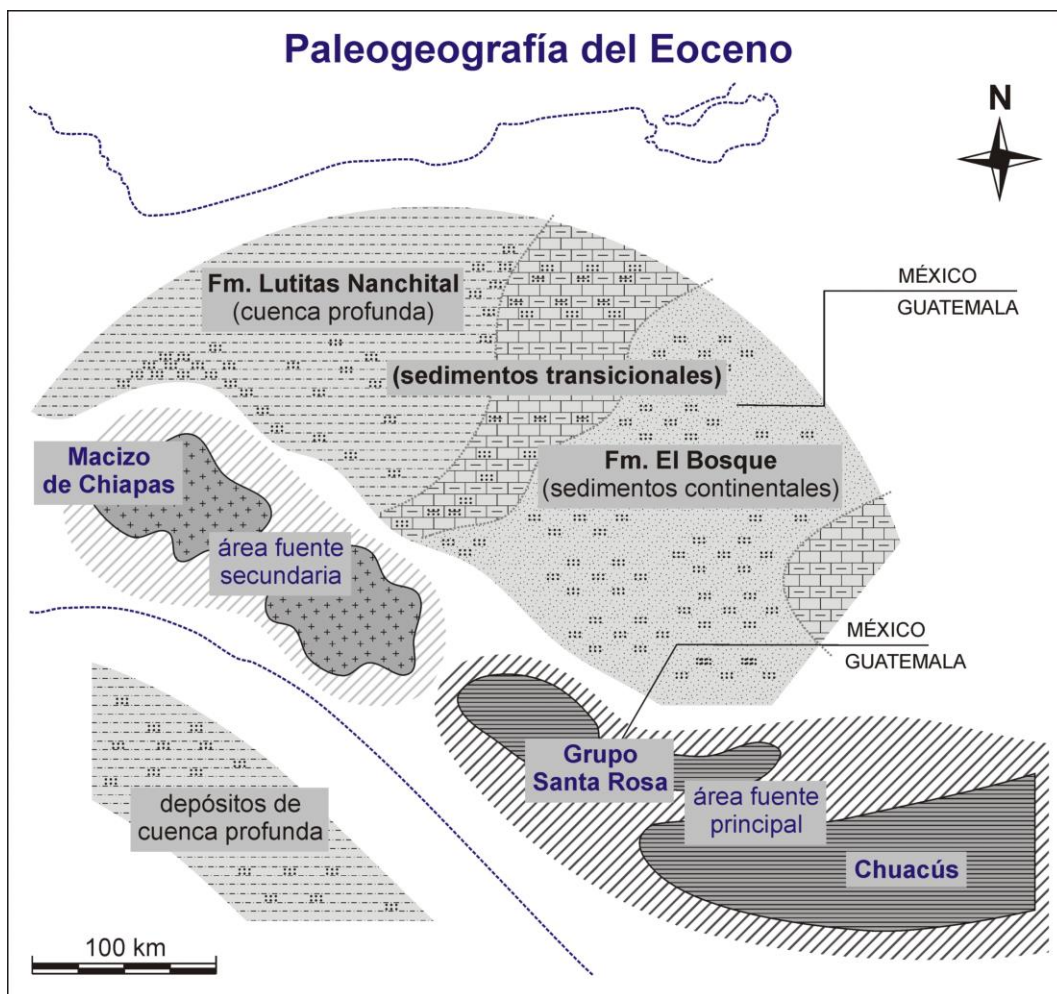 Paleogeografía del Eoceno
N
Fm. Lutitas Nanchital
(cuenca profunda)
MÉXICO
GUATEMALA
(sedimentos transicionales)
Macizo
de Chiapas
Fm. El Bosque
(sedimentos continentales)
área fuente
secundaria
MÉXICO
GUATEMALA
Grupo
Santa Rosa
área fuente
principal
depósitos de
cuenca profunda
Chuacús
100 km